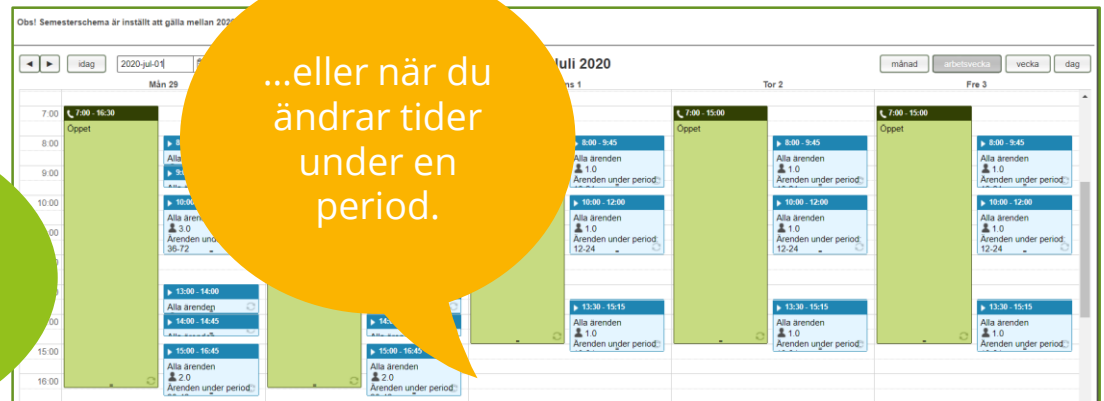 Obs! Semesterschema är inställt att gälla mellan 202
...eller när du
ändrar tider
under en
period.
idag
2020-jul-01
Juli 2020
månad
arbetsvecka
vecka
dag
Mån 29
ns 1
Tor 2
Fre 3
7:00
8:00
9:00
10:00
15:00
16:00
7:00 - 16:30
Öppet
Alla
10:00
Alla ären
3.0
Ärenden und
36-72
13:00 - 14:00
Alla ärenden
14:00 - 14:45
15:00 - 16:45
Alla ärenden
2.0
Ärenden under period:
15:00 - 16:45
Alla ärenden
2.0
Ärenden under period:
8:00 - 9:45
Alla ärenden
1.0
Ärenden under period:
10:00 - 12:00
Alla ärenden
1.0
Ärenden under period:
12-24
13:30 - 15:15
Alla ärenden
1.0
Ärenden under period:
7:00 - 15:00
Öppet
8:00 - 9:45
Alla ärenden
1.0
Ärenden under period:
10:00 - 12:00
Alla ärenden
1.0
Ärenden under period:
12-24
13:30 - 15:15
Alla ärenden
1.0
Ärenden under period:
7:00 - 15:00
Öppet
8:00 - 9:45
Alla ärenden
1.0
Ärenden under period:
10:00 - 12:00
Alla ärenden
1.0
Ärenden under period:
12-24
13:30 - 15:15
Alla ärenden
1.0
Ärenden under period: